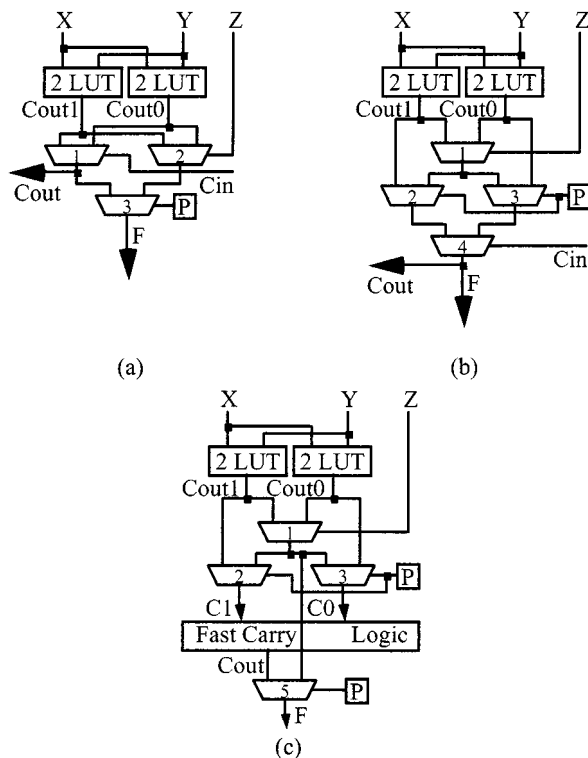 X Y Z
2 LUT 2 LUT
Cout1 Cout0
1 2
Cout Cin
3 P
F
(a)
X Y Z
2 LUT 2 LUT
Cout1 Cout0
1
2 3 P
4
Cout F Cin
(b)
X Y Z
2 LUT 2 LUT
Cout1 Cout0
1
2 3 P
C1 C0
Fast Carry Logic
Cout
5 P
F
(c)